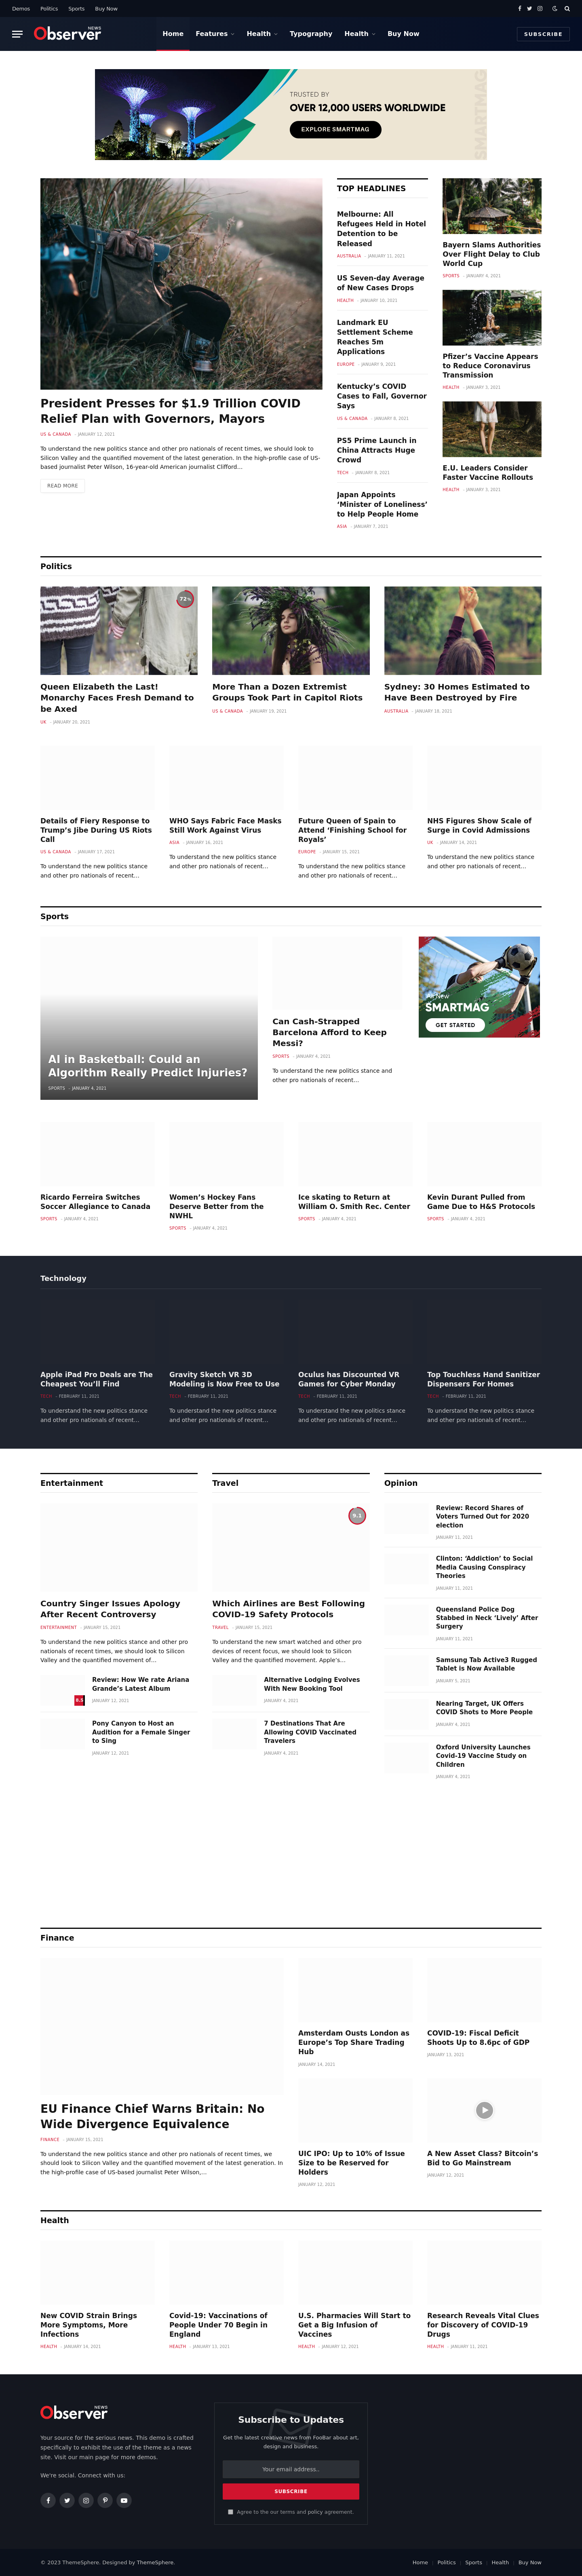 Demos Politics Sports Buy Now
Observer NEWS
Home Features Health Typography Health Buy Now
SUBSCRIBE
TRUSTED BY
OVER 12,000 USERS WORLDWIDE
EXPLORE SMARTMAG
SMARTMAG
President Presses for $1.9 Trillion COVID
Relief Plan with Governors, Mayors
US & CANADA - JANUARY 12, 2021
To understand the new politics stance and other pro nationals of recent times, we should look to
Silicon Valley and the quantified movement of the latest generation. In the high-profile case of US-
based journalist Peter Wilson, 16-year-old American journalist Clifford…
READ MORE
TOP HEADLINES
Melbourne: All
Refugees Held in Hotel
Detention to be
Released
AUSTRALIA - JANUARY 11, 2021
US Seven-day Average
of New Cases Drops
HEALTH - JANUARY 10, 2021
Landmark EU
Settlement Scheme
Reaches 5m
Applications
EUROPE - JANUARY 9, 2021
Kentucky’s COVID
Cases to Fall, Governor
Says
US & CANADA - JANUARY 8, 2021
PS5 Prime Launch in
China Attracts Huge
Crowd
TECH - JANUARY 8, 2021
Japan Appoints
‘Minister of Loneliness’
to Help People Home
ASIA - JANUARY 7, 2021
Bayern Slams Authorities
Over Flight Delay to Club
World Cup
SPORTS - JANUARY 4, 2021
Pfizer’s Vaccine Appears
to Reduce Coronavirus
Transmission
HEALTH - JANUARY 3, 2021
E.U. Leaders Consider
Faster Vaccine Rollouts
HEALTH - JANUARY 3, 2021
Politics
72%
Queen Elizabeth the Last!
Monarchy Faces Fresh Demand to
be Axed
UK - JANUARY 20, 2021
More Than a Dozen Extremist
Groups Took Part in Capitol Riots
US & CANADA - JANUARY 19, 2021
Sydney: 30 Homes Estimated to
Have Been Destroyed by Fire
AUSTRALIA - JANUARY 18, 2021
Details of Fiery Response to
Trump’s Jibe During US Riots
Call
US & CANADA - JANUARY 17, 2021
To understand the new politics stance
and other pro nationals of recent…
WHO Says Fabric Face Masks
Still Work Against Virus
ASIA - JANUARY 16, 2021
To understand the new politics stance
and other pro nationals of recent…
Future Queen of Spain to
Attend ‘Finishing School for
Royals’
EUROPE - JANUARY 15, 2021
To understand the new politics stance
and other pro nationals of recent…
NHS Figures Show Scale of
Surge in Covid Admissions
UK - JANUARY 14, 2021
To understand the new politics stance
and other pro nationals of recent…
Sports
AI in Basketball: Could an
Algorithm Really Predict Injuries?
SPORTS - JANUARY 4, 2021
Can Cash-Strapped
Barcelona Afford to Keep
Messi?
SPORTS - JANUARY 4, 2021
To understand the new politics stance and
other pro nationals of recent…
SMARTMAG
GET STARTED
Ricardo Ferreira Switches
Soccer Allegiance to Canada
SPORTS - JANUARY 4, 2021
Women’s Hockey Fans
Deserve Better from the
NWHL
SPORTS - JANUARY 4, 2021
Ice skating to Return at
William O. Smith Rec. Center
SPORTS - JANUARY 4, 2021
Kevin Durant Pulled from
Game Due to H&S Protocols
SPORTS - JANUARY 4, 2021
Technology
Apple iPad Pro Deals are The
Cheapest You’ll Find
TECH - FEBRUARY 11, 2021
To understand the new politics stance
and other pro nationals of recent…
Gravity Sketch VR 3D
Modeling is Now Free to Use
TECH - FEBRUARY 11, 2021
To understand the new politics stance
and other pro nationals of recent…
Oculus has Discounted VR
Games for Cyber Monday
TECH - FEBRUARY 11, 2021
To understand the new politics stance
and other pro nationals of recent…
Top Touchless Hand Sanitizer
Dispensers For Homes
TECH - FEBRUARY 11, 2021
To understand the new politics stance
and other pro nationals of recent…
Entertainment
Country Singer Issues Apology
After Recent Controversy
ENTERTAINMENT - JANUARY 15, 2021
To understand the new politics stance and other pro
nationals of recent times, we should look to Silicon
Valley and the quantified movement of…
8.5
Review: How We rate Ariana
Grande’s Latest Album
JANUARY 12, 2021
Pony Canyon to Host an
Audition for a Female Singer
to Sing
JANUARY 12, 2021
Travel
9.1
Which Airlines are Best Following
COVID-19 Safety Protocols
TRAVEL - JANUARY 15, 2021
To understand the new smart watched and other pro
devices of recent focus, we should look to Silicon
Valley and the quantified movement. Apple’s…
Alternative Lodging Evolves
With New Booking Tool
JANUARY 4, 2021
7 Destinations That Are
Allowing COVID Vaccinated
Travelers
JANUARY 4, 2021
Opinion
Review: Record Shares of
Voters Turned Out for 2020
election
JANUARY 11, 2021
Clinton: ‘Addiction’ to Social
Media Causing Conspiracy
Theories
JANUARY 11, 2021
Queensland Police Dog
Stabbed in Neck ‘Lively’ After
Surgery
JANUARY 11, 2021
Samsung Tab Active3 Rugged
Tablet is Now Available
JANUARY 5, 2021
Nearing Target, UK Offers
COVID Shots to More People
JANUARY 4, 2021
Oxford University Launches
Covid-19 Vaccine Study on
Children
JANUARY 4, 2021
Finance
EU Finance Chief Warns Britain: No
Wide Divergence Equivalence
FINANCE - JANUARY 15, 2021
To understand the new politics stance and other pro nationals of recent times, we
should look to Silicon Valley and the quantified movement of the latest generation. In
the high-profile case of US-based journalist Peter Wilson,…
Amsterdam Ousts London as
Europe’s Top Share Trading
Hub
JANUARY 14, 2021
COVID-19: Fiscal Deficit
Shoots Up to 8.6pc of GDP
JANUARY 13, 2021
UIC IPO: Up to 10% of Issue
Size to be Reserved for
Holders
JANUARY 12, 2021
A New Asset Class? Bitcoin’s
Bid to Go Mainstream
JANUARY 12, 2021
Health
New COVID Strain Brings
More Symptoms, More
Infections
HEALTH - JANUARY 14, 2021
Covid-19: Vaccinations of
People Under 70 Begin in
England
HEALTH - JANUARY 13, 2021
U.S. Pharmacies Will Start to
Get a Big Infusion of
Vaccines
HEALTH - JANUARY 12, 2021
Research Reveals Vital Clues
for Discovery of COVID-19
Drugs
HEALTH - JANUARY 11, 2021
Observer NEWS
Your source for the serious news. This demo is crafted
specifically to exhibit the use of the theme as a news
site. Visit our main page for more demos.
We're social. Connect with us:
Subscribe to Updates
Get the latest creative news from FooBar about art,
design and business.
Your email address..
SUBSCRIBE
Agree to the our terms and policy agreement.
© 2023 ThemeSphere. Designed by ThemeSphere.
Home Politics Sports Health Buy Now